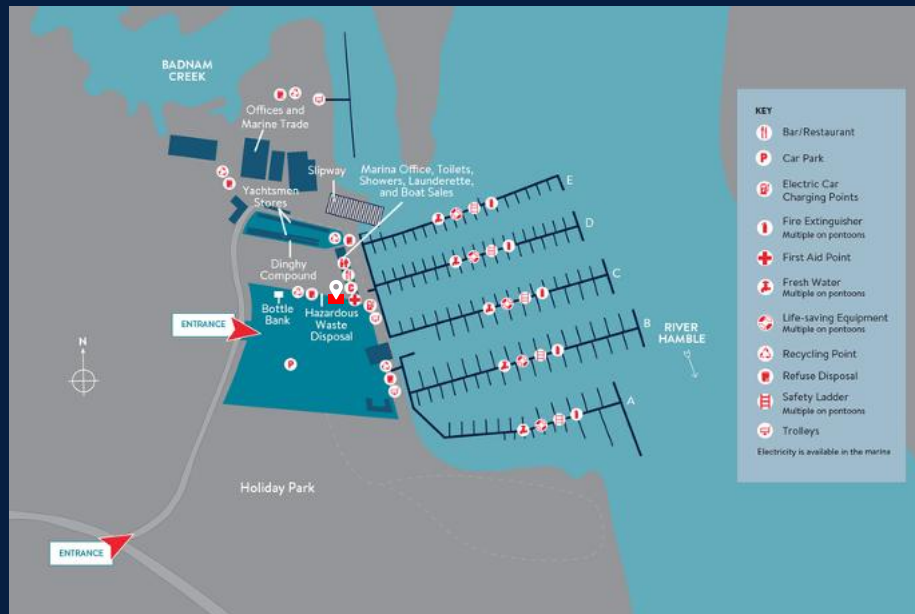 BADNAM
CREEK
Offices and
Marine Trade
Slipway
Marina Office, Toilets,
Showers, Launderette,
and Boat Sales
Yachtsmen
Stores
Dinghy
Compound
Bottle
Bank
Hazardous
Waste
Disposal
ENTRANCE
P
N
E
D
C
B
A
RIVER
HAMBLE
Holiday Park
ENTRANCE
KEY
Bar/Restaurant
P
Car Park
Electric Car
Charging Points
Fire Extinguisher
Multiple on pontoons
First Aid Point
Fresh Water
Multiple on pontoons
Life-saving Equipment
Multiple on pontoons
Recycling Point
Refuse Disposal
Safety Ladder
Multiple on pontoons
Trolleys
Electricity is available in the marina